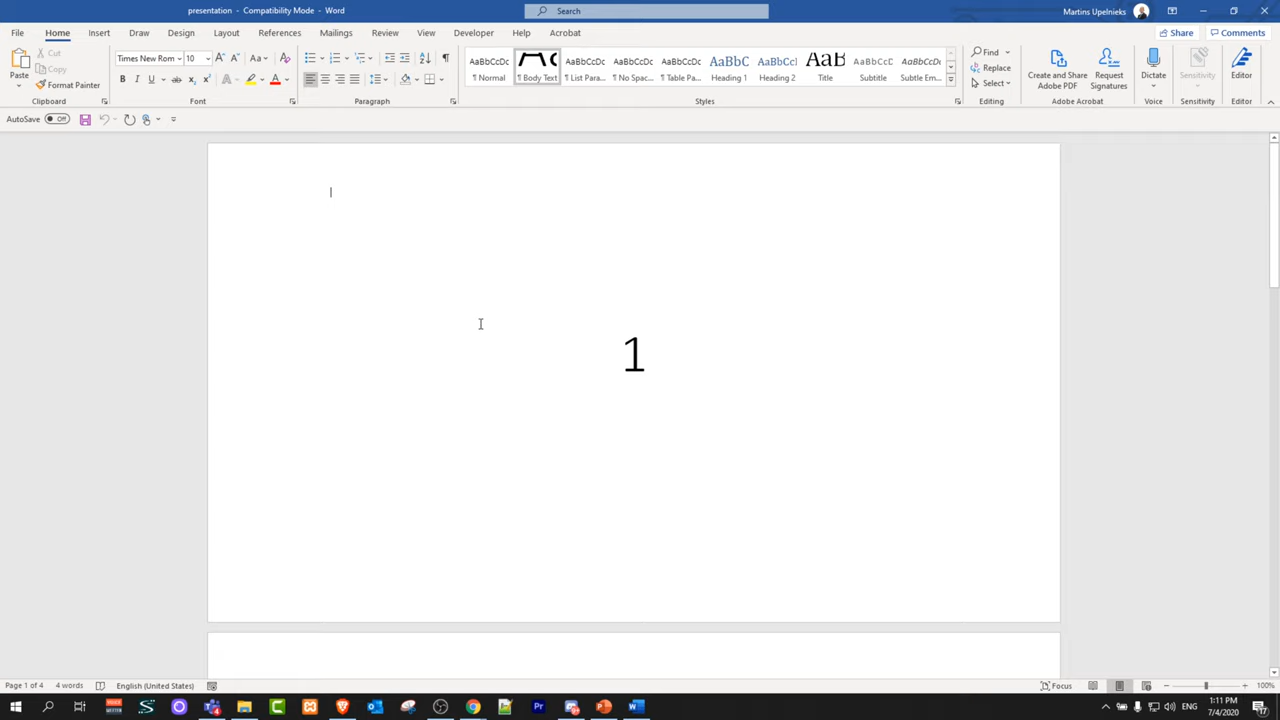 presentation - Compatibility Mode - Word
Search
Martins Upelnieks
File Home Insert Draw Design Layout References Mailings Review View Developer Help Acrobat
Share Comments
Paste
Cut
Copy
Format Painter
Clipboard
Times New Rom 10
Aa
B I U ab x₂ x²
Font
Paragraph
AaBbCcDc
¶ Normal
¶ Body Text
AaBbCcDc
¶ List Para...
AaBbCcDc
¶ No Spac...
AaBbCcDc
¶ Table Pa...
AaBbC
Heading 1
AaBbCcI
Heading 2
AaB
Title
AaBbCcD
Subtitle
AaBbCcD
Subtle Em...
Styles
Find
Replace
Select
Editing
Create and Share
Adobe PDF
Request
Signatures
Adobe Acrobat
Dictate
Voice
Sensitivity
Sensitivity
Editor
Editor
AutoSave Off
1
Page 1 of 4 4 words English (United States)
Focus
100%
ENG
1:11 PM
7/4/2020